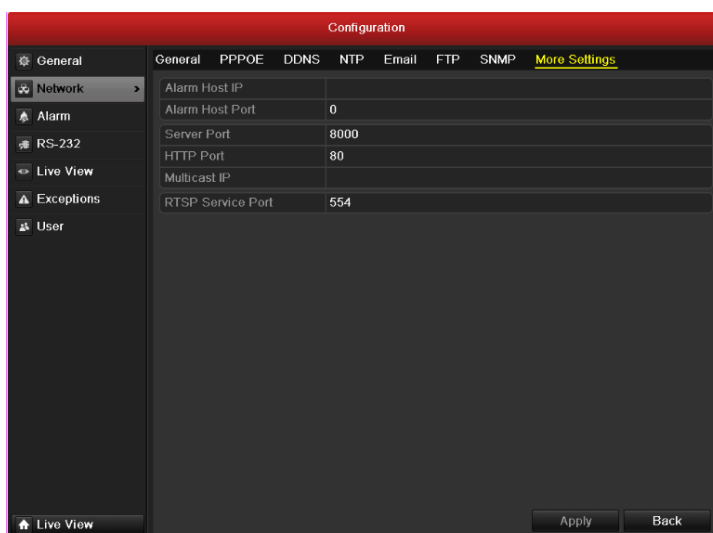 Configuration
General
Network >
Alarm
RS-232
Live View
Exceptions
User
Live View
General PPPOE DDNS NTP Email FTP SNMP More Settings
Alarm Host IP
Alarm Host Port 0
Server Port 8000
HTTP Port 80
Multicast IP
RTSP Service Port 554
Apply Back